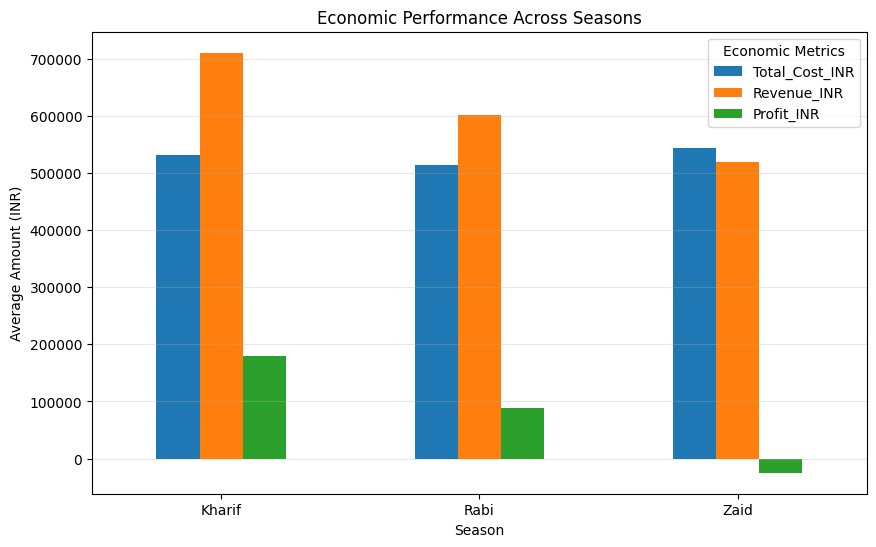 Economic Performance Across Seasons
Economic Metrics
Total_Cost_INR
Revenue_INR
Profit_INR
Average Amount (INR)
700000
600000
500000
400000
300000
200000
100000
0
Kharif
Rabi
Zaid
Season